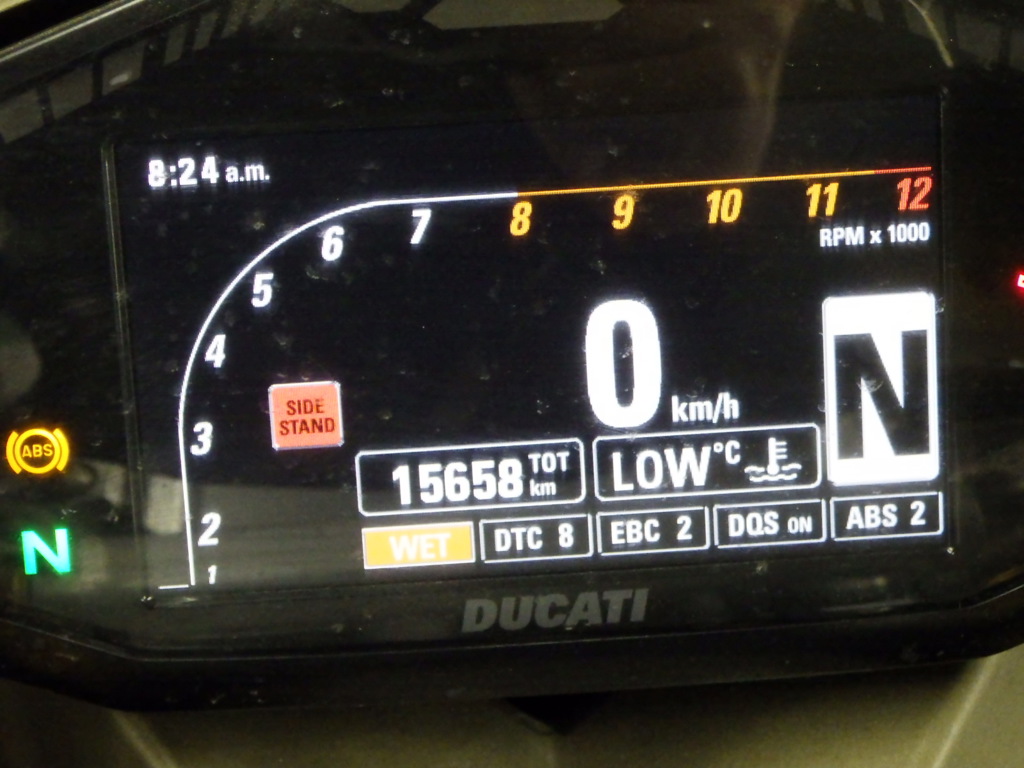 8:24 a.m.
7 8 9 10 11 12
RPM x 1000
6
5
4
3
2
1
0 km/h
N
SIDE
STAND
ABS
15658 TOT
km
LOW °C
WET DTC 8 EBC 2 DQS ON ABS 2
N
DUCATI